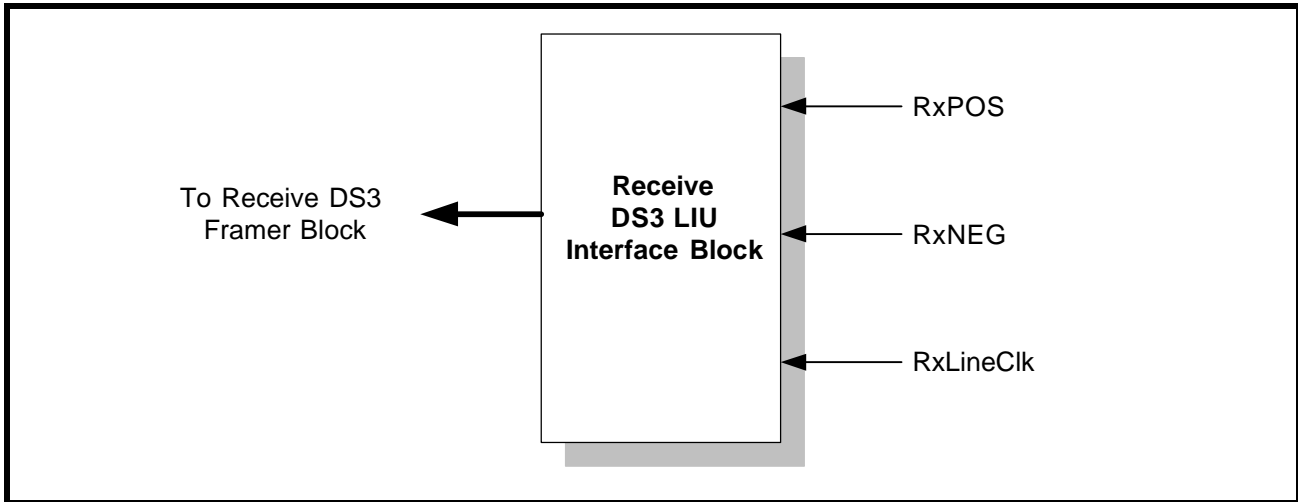 To Receive DS3
Framer Block
Receive
DS3 LIU
Interface Block
RxPOS
RxNEG
RxLineClk